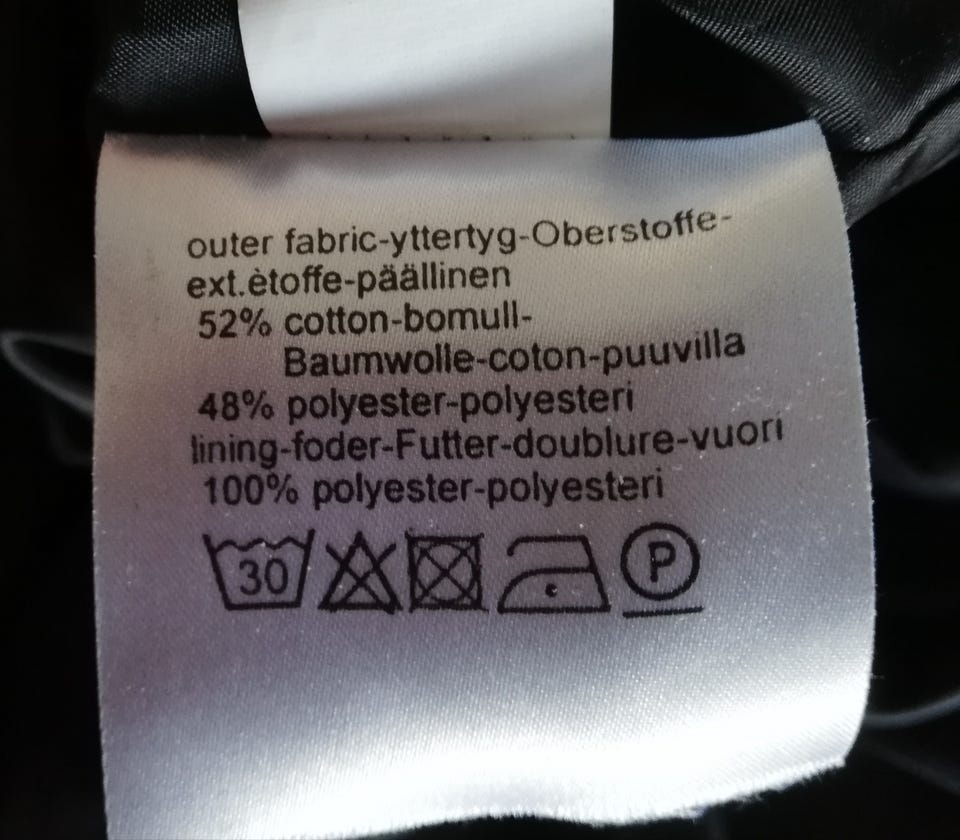 outer fabric-yttertyg-Oberstoffe-
ext.ètoffe-päällinen
52% cotton-bomull-
Baumwolle-coton-puuvilla
48% polyester-polyesteri
lining-foder-Futter-doublure-vuori
100% polyester-polyesteri
30 P